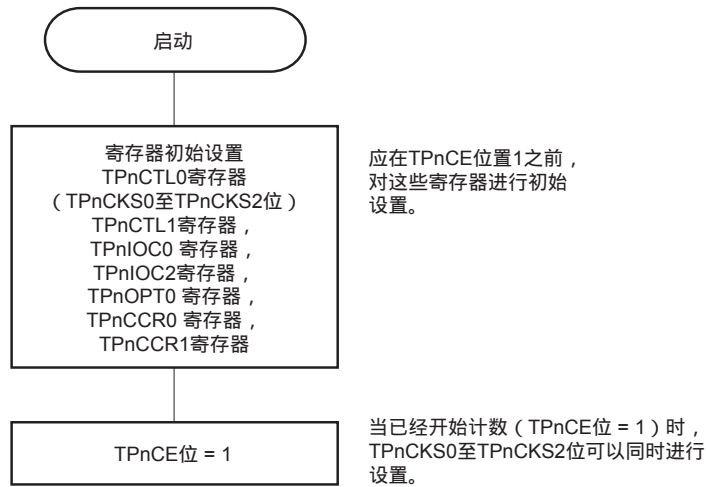 启动
寄存器初始设置
TPnCTL0寄存器
（TPnCKS0至TPnCKS2位）
TPnCTL1寄存器，
TPnIOC0 寄存器，
TPnIOC2寄存器，
TPnOPT0 寄存器，
TPnCCR0 寄存器，
TPnCCR1寄存器
应在TPnCE位置1之前，
对这些寄存器进行初始
设置。
TPnCE位 = 1
当已经开始计数（TPnCE位 = 1）时，
TPnCKS0至TPnCKS2位可以同时进行
设置。